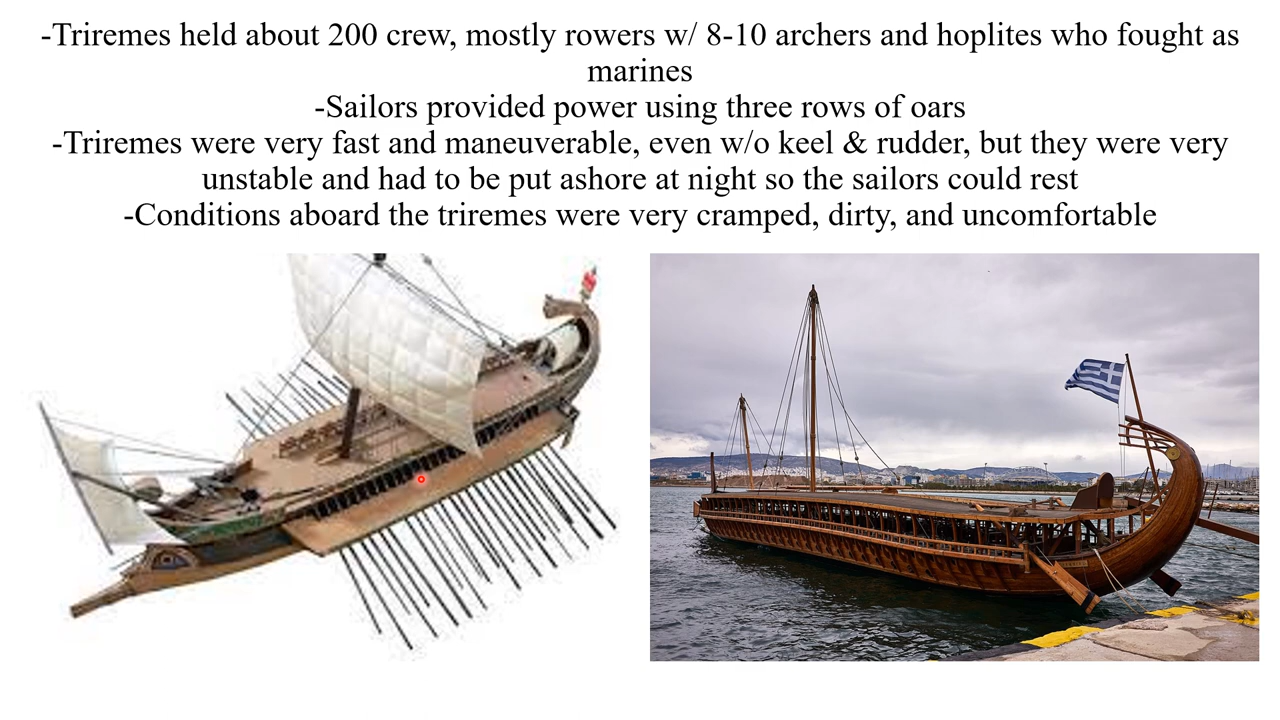 -Triremes held about 200 crew, mostly rowers w/ 8-10 archers and hoplites who fought as
marines
-Sailors provided power using three rows of oars
-Triremes were very fast and maneuverable, even w/o keel & rudder, but they were very
unstable and had to be put ashore at night so the sailors could rest
-Conditions aboard the triremes were very cramped, dirty, and uncomfortable